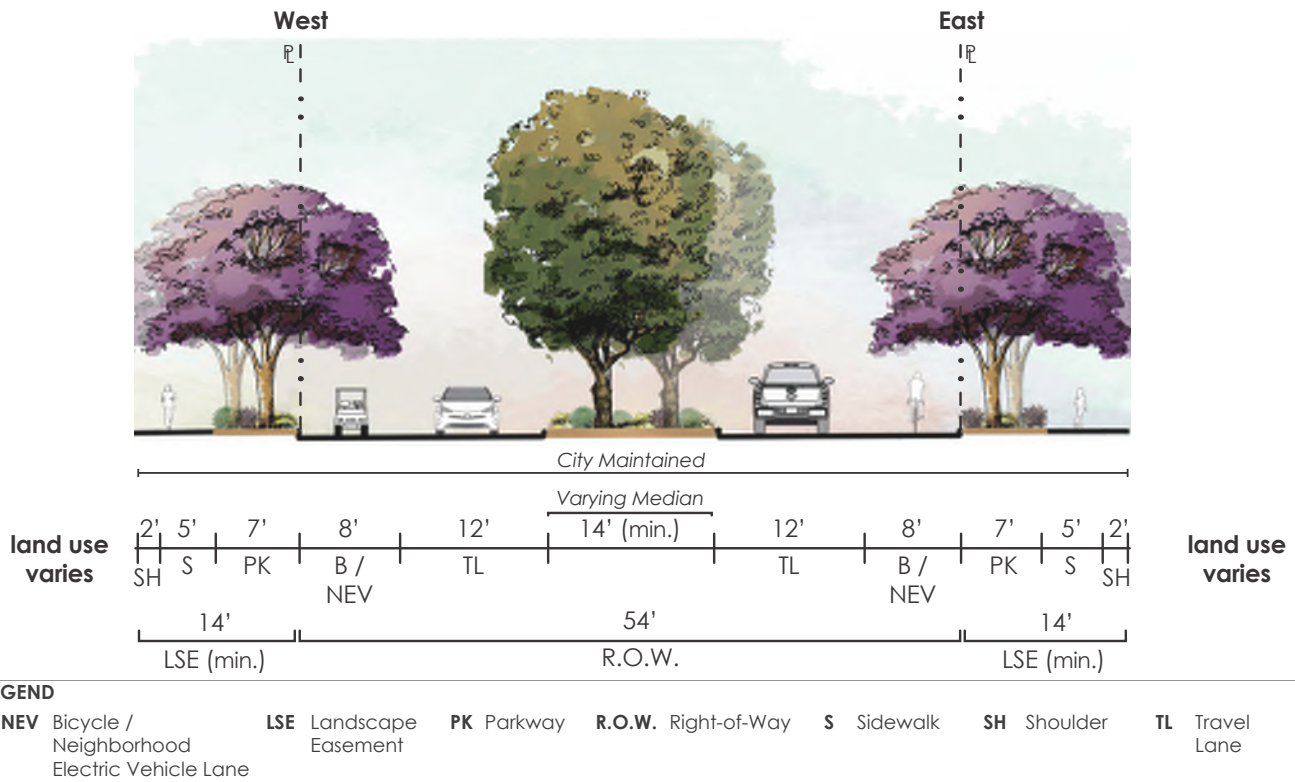 West East
PL PL
City Maintained
Varying Median
2’ 5’ 7’ 8’ 12’ 14’ (min.) 12’ 8’ 7’ 5’ 2’
land use
varies
SH S PK B /
NEV
TL TL B /
NEV
PK S SH
land use
varies
14’ 54’ 14’
LSE (min.) R.O.W. LSE (min.)
GEND
NEV Bicycle /
Neighborhood
Electric Vehicle Lane
LSE Landscape
Easement
PK Parkway
R.O.W. Right-of-Way
S Sidewalk
SH Shoulder
TL Travel
Lane